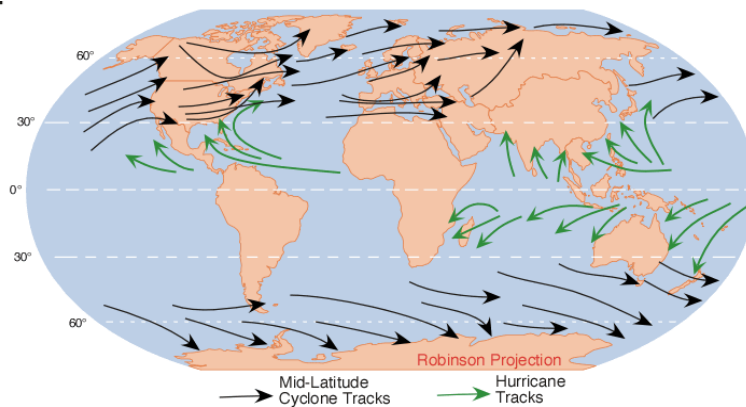 60°
30°
0°
30°
60°
Robinson Projection
Mid-Latitude
Cyclone Tracks
Hurricane
Tracks